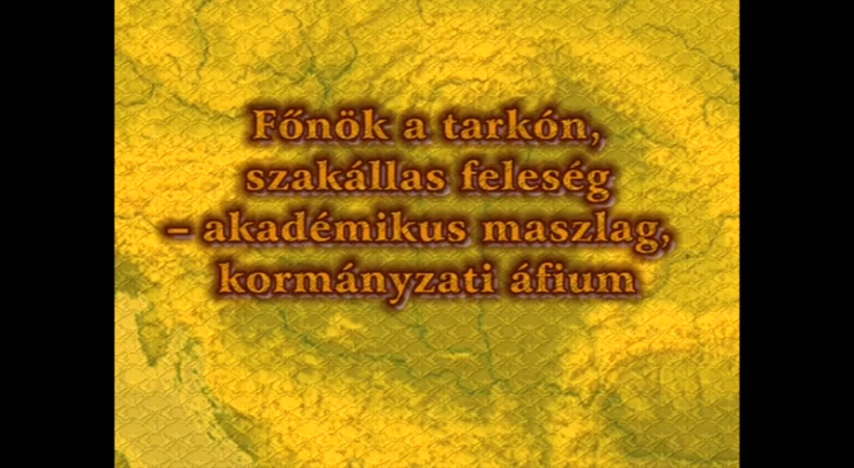 Főnök a tarkón,
szakállas feleség
– akadémikus maszlag,
kormányzati áfium